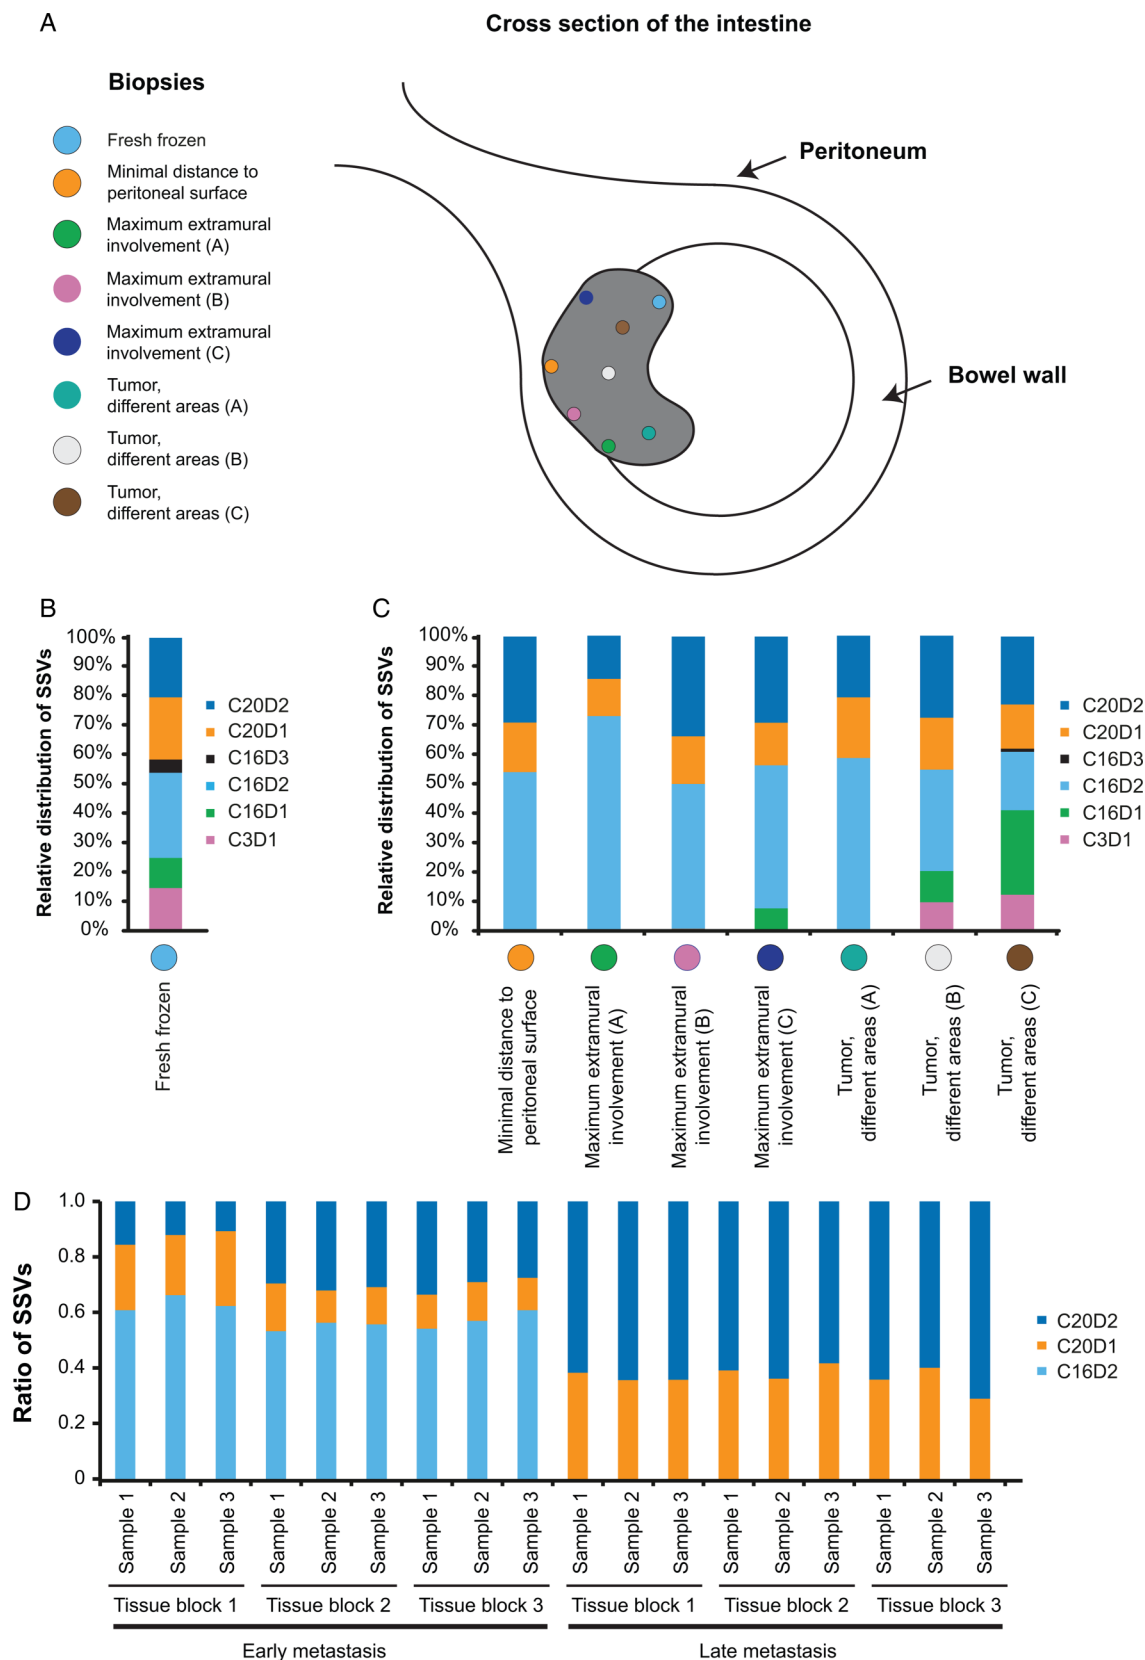 A
Cross section of the intestine
Biopsies
Fresh frozen
Minimal distance to
peritoneal surface
Maximum extramural
involvement (A)
Maximum extramural
involvement (B)
Maximum extramural
involvement (C)
Tumor,
different areas (A)
Tumor,
different areas (B)
Tumor,
different areas (C)
Peritoneum
Bowel wall
B
Relative distribution of SSVs
100%
90%
80%
70%
60%
50%
40%
30%
20%
10%
0%
C20D2
C20D1
C16D3
C16D2
C16D1
C3D1
Fresh frozen
C
Relative distribution of SSVs
100%
90%
80%
70%
60%
50%
40%
30%
20%
10%
0%
C20D2
C20D1
C16D3
C16D2
C16D1
C3D1
Minimal distance to
peritoneal surface
Maximum extramural
involvement (A)
Maximum extramural
involvement (B)
Maximum extramural
involvement (C)
Tumor,
different areas (A)
Tumor,
different areas (B)
Tumor,
different areas (C)
D
Ratio of SSVs
1.0
0.8
0.6
0.4
0.2
0
C20D2
C20D1
C16D2
Sample 1
Sample 2
Sample 3
Sample 1
Sample 2
Sample 3
Sample 1
Sample 2
Sample 3
Sample 1
Sample 2
Sample 3
Sample 1
Sample 2
Sample 3
Sample 1
Sample 2
Sample 3
Tissue block 1
Tissue block 2
Tissue block 3
Tissue block 1
Tissue block 2
Tissue block 3
Early metastasis
Late metastasis